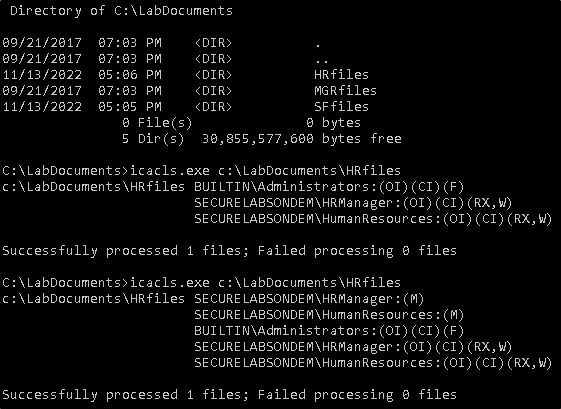 Directory of C:\LabDocuments
09/21/2017  07:03 PM    <DIR>          .
09/21/2017  07:03 PM    <DIR>          ..
11/13/2022  05:06 PM    <DIR>          HRfiles
09/21/2017  07:03 PM    <DIR>          MGRfiles
11/13/2022  05:05 PM    <DIR>          SFfiles
0 File(s)              0 bytes
5 Dir(s)  30,855,577,600 bytes free
C:\LabDocuments>icacls.exe c:\LabDocuments\HRfiles
c:\LabDocuments\HRfiles BUILTIN\Administrators:(OI)(CI)(F)
SECURELABSONDEM\HRManager:(OI)(CI)(RX,W)
SECURELABSONDEM\HumanResources:(OI)(CI)(RX,W)
Successfully processed 1 files; Failed processing 0 files
C:\LabDocuments>icacls.exe c:\LabDocuments\HRfiles
c:\LabDocuments\HRfiles SECURELABSONDEM\HRManager:(M)
SECURELABSONDEM\HumanResources:(M)
BUILTIN\Administrators:(OI)(CI)(F)
SECURELABSONDEM\HRManager:(OI)(CI)(RX,W)
SECURELABSONDEM\HumanResources:(OI)(CI)(RX,W)
Successfully processed 1 files; Failed processing 0 files